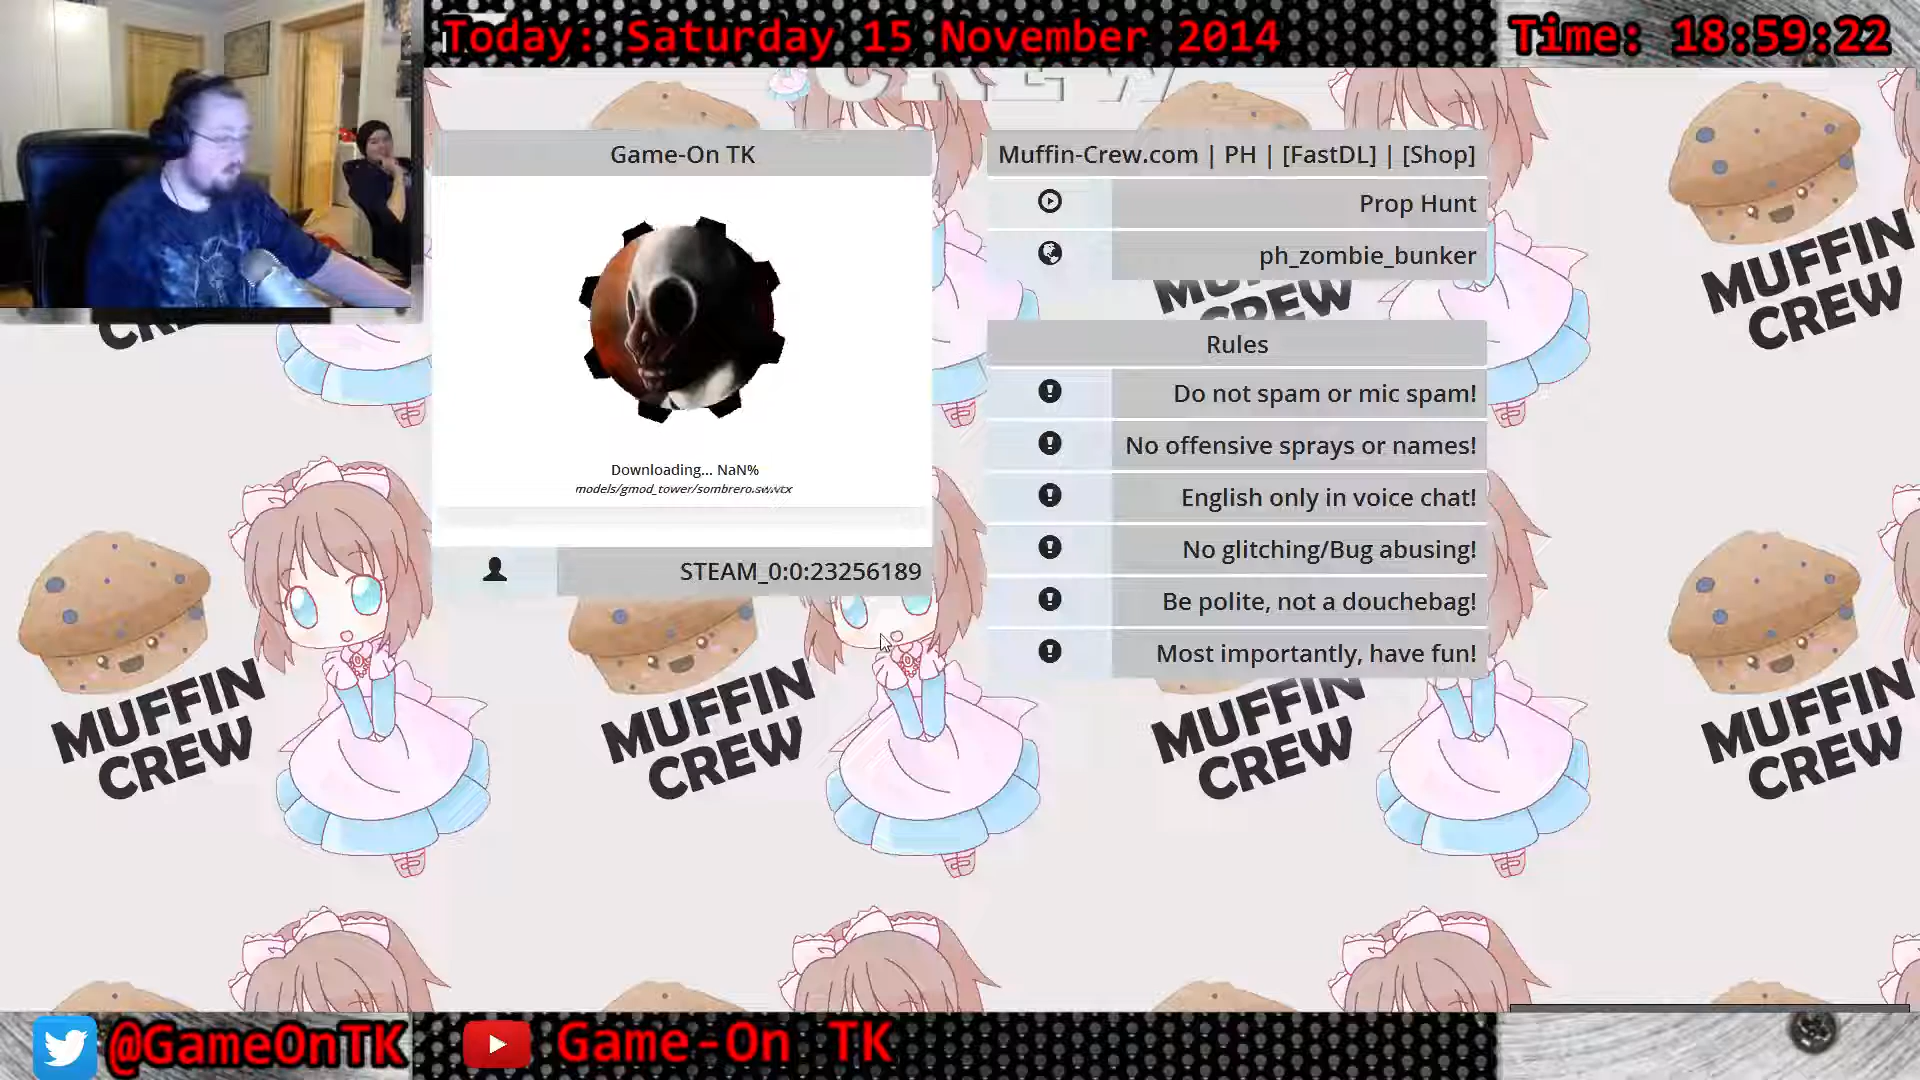 Today: Saturday 15 November 2014
Time: 18:59:22
CREW
Game-On TK
Downloading... NaN%
models/gmod_tower/sombrero.sw.vtx
STEAM_0:0:23256189
Muffin-Crew.com | PH | [FastDL] | [Shop]
Prop Hunt
ph_zombie_bunker
Rules
Do not spam or mic spam!
No offensive sprays or names!
English only in voice chat!
No glitching/Bug abusing!
Be polite, not a douchebag!
Most importantly, have fun!
MUFFIN
CREW
MUFFIN
CREW
MUFFIN
CREW
MUFFIN
CREW
MUFFIN
CREW
MUFFIN
CREW
@GameOnTK
Game-On TK